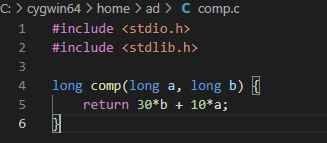 C: > cygwin64 > home > ad > C comp.c
1 #include <stdio.h>
2 #include <stdlib.h>
3
4 long comp(long a, long b) {
5     return 30*b + 10*a;
6 }